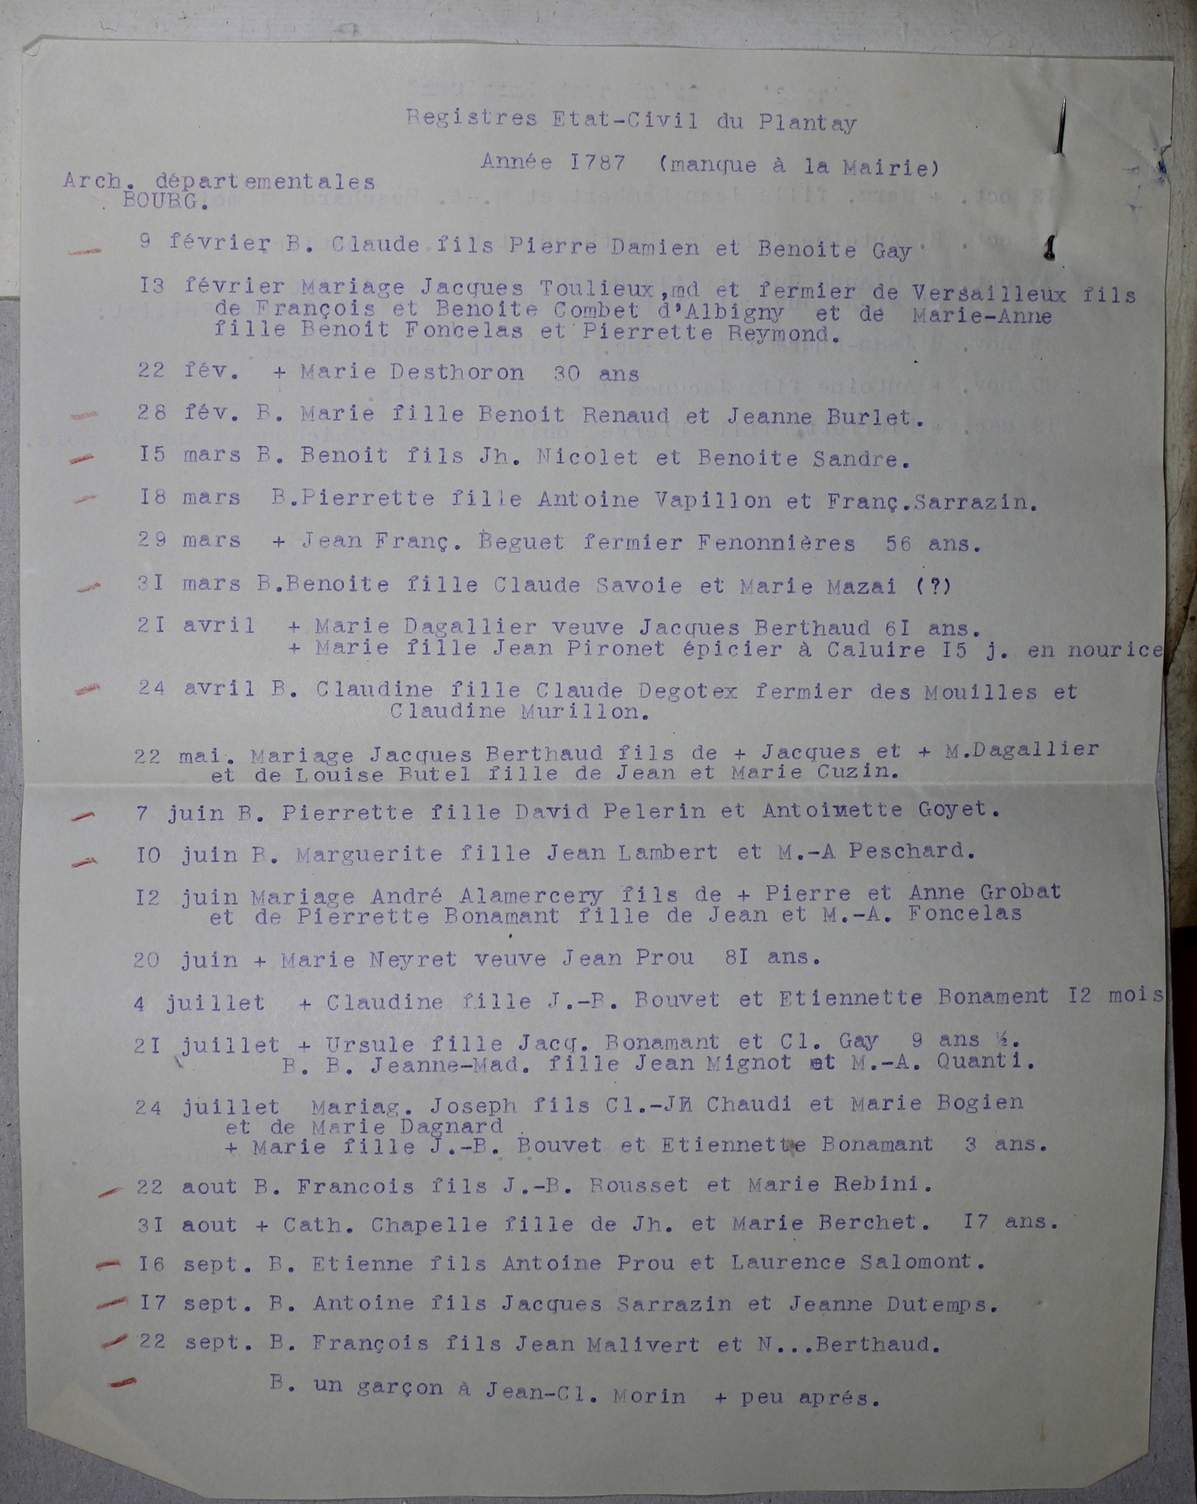 Registres Etat-Civil du Plantay
Année I787 (manque à la Mairie)
Arch. départementales
BOURG.
9 février B. Claude fils Pierre Damien et Benoite Gay
I3 février Mariage Jacques Toulieux,md et fermier de Versailleux fils
de François et Benoite Combet d'Albigny et de Marie-Anne
fille Benoit Foncelas et Pierrette Reymond.
22 fév. + Marie Desthoron 30 ans
28 fév. B. Marie fille Benoit Renaud et Jeanne Burlet.
I5 mars B. Benoit fils Jh. Nicolet et Benoite Sandre.
I8 mars B.Pierrette fille Antoine Vapillon et Franç.Sarrazin.
29 mars + Jean Franç. Beguet fermier Fenonnières 56 ans.
3I mars B.Benoite fille Claude Savoie et Marie Mazai (?)
2I avril + Marie Dagallier veuve Jacques Berthaud 6I ans.
+ Marie fille Jean Pironet épicier à Caluire I5 j. en nourice
24 avril B. Claudine fille Claude Degotex fermier des Mouilles et
Claudine Murillon.
22 mai. Mariage Jacques Berthaud fils de + Jacques et + M.Dagallier
et de Louise Butel fille de Jean et Marie Cuzin.
7 juin B. Pierrette fille David Pelerin et Antoinette Goyet.
IO juin B. Marguerite fille Jean Lambert et M.-A Peschard.
I2 juin Mariage André Alamercery fils de + Pierre et Anne Grobat
et de Pierrette Bonamant fille de Jean et M.-A. Foncelas
20 juin + Marie Neyret veuve Jean Prou 8I ans.
4 juillet + Claudine fille J.-B. Bouvet et Etiennette Bonament I2 mois
2I juillet + Ursule fille Jacq. Bonamant et Cl. Gay 9 ans ½.
B. B. Jeanne-Mad. fille Jean Mignot et M.-A. Quanti.
24 juillet Mariag. Joseph fils Cl.-JH Chaudi et Marie Bogien
et de Marie Dagnard
+ Marie fille J.-B. Bouvet et Etiennette Bonamant 3 ans.
22 aout B. Francois fils J.-B. Rousset et Marie Rebini.
3I aout + Cath. Chapelle fille de Jh. et Marie Berchet. I7 ans.
I6 sept. B. Etienne fils Antoine Prou et Laurence Salomont.
I7 sept. B. Antoine fils Jacques Sarrazin et Jeanne Dutemps.
22 sept. B. François fils Jean Malivert et N...Berthaud.
B. un garçon à Jean-Cl. Morin + peu aprés.